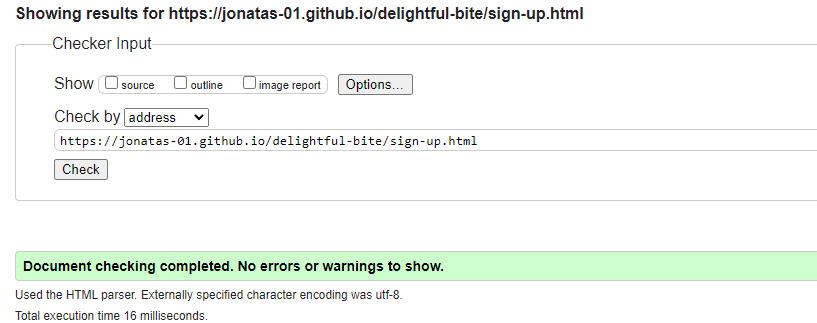 Showing results for https://jonatas-01.github.io/delightful-bite/sign-up.html
Checker Input
Show source outline image report Options...
Check by address
https://jonatas-01.github.io/delightful-bite/sign-up.html
Check
Document checking completed. No errors or warnings to show.
Used the HTML parser. Externally specified character encoding was utf-8.
Total execution time 16 milliseconds.